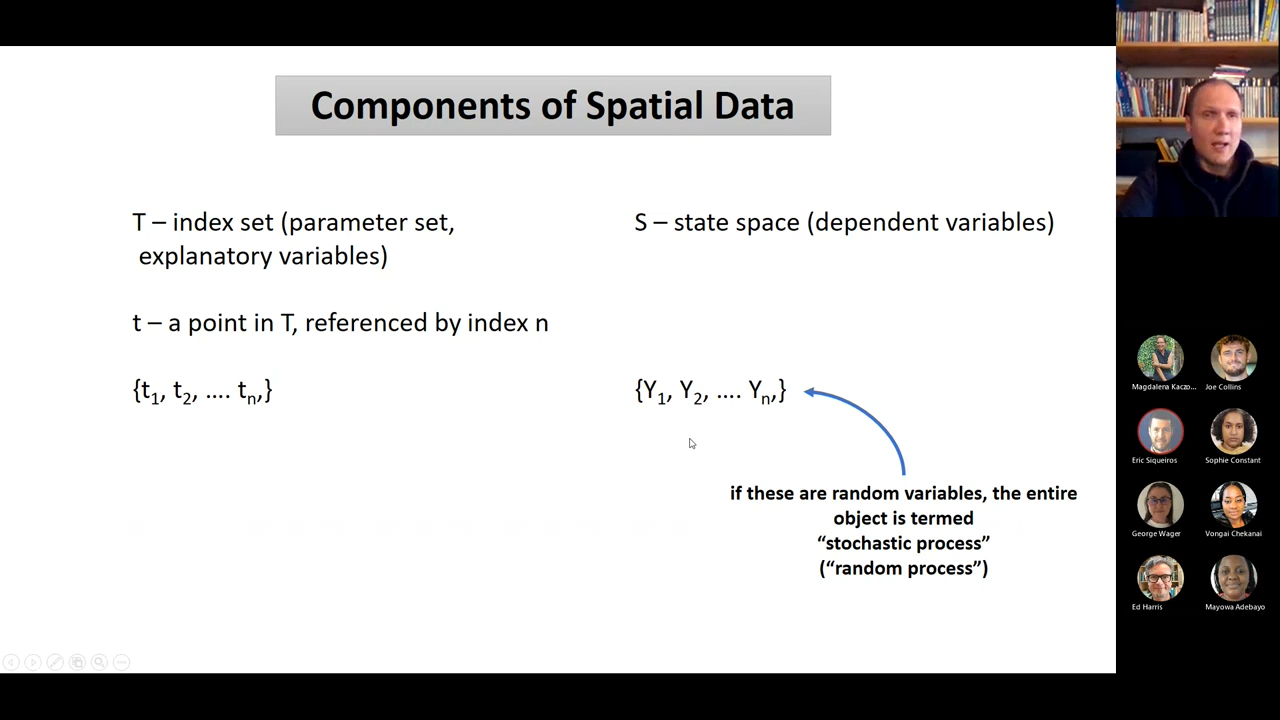 Components of Spatial Data
T – index set (parameter set,
explanatory variables)
t – a point in T, referenced by index n
{t1, t2, .... tn,}
S – state space (dependent variables)
{Y1, Y2, .... Yn,}
if these are random variables, the entire
object is termed
“stochastic process”
(“random process”)
Magdalena Kaczo...
Joe Collins
Eric Siqueiros
Sophie Constant
George Wager
Vongai Chekanai
Ed Harris
Mayowa Adebayo